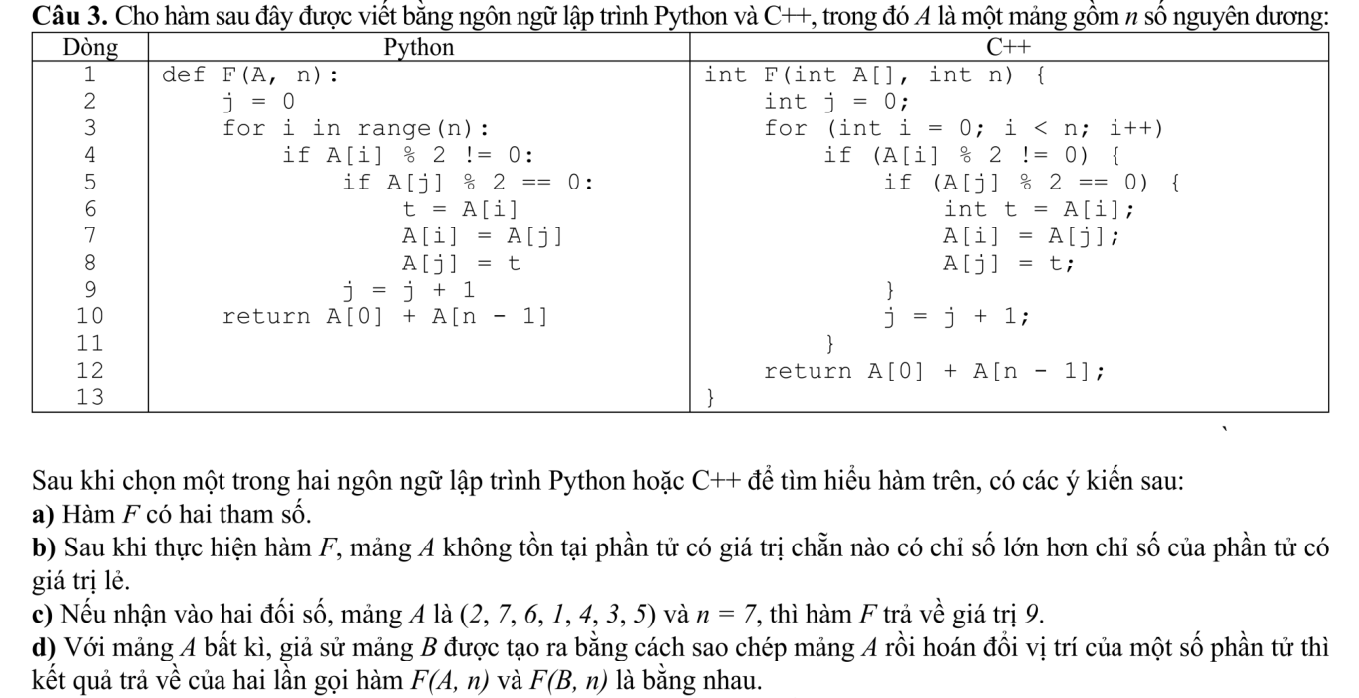 Câu 3. Cho hàm sau đây được viết bằng ngôn ngữ lập trình Python và C++, trong đó A là một mảng gồm n số nguyên dương:
Dòng Python C++
1 def F(A, n): int F(int A[], int n) {
2 j = 0 int j = 0;
3 for i in range(n): for (int i = 0; i < n; i++)
4 if A[i] % 2 != 0: if (A[i] % 2 != 0) {
5 if A[j] % 2 == 0: if (A[j] % 2 == 0) {
6 t = A[i] int t = A[i];
7 A[i] = A[j] A[i] = A[j];
8 A[j] = t A[j] = t;
9 j = j + 1 }
10 return A[0] + A[n - 1] j = j + 1;
11 }
12 return A[0] + A[n - 1];
13 }
Sau khi chọn một trong hai ngôn ngữ lập trình Python hoặc C++ để tìm hiểu hàm trên, có các ý kiến sau:
a) Hàm F có hai tham số.
b) Sau khi thực hiện hàm F, mảng A không tồn tại phần tử có giá trị chẵn nào có chỉ số lớn hơn chỉ số của phần tử có
giá trị lẻ.
c) Nếu nhận vào hai đối số, mảng A là (2, 7, 6, 1, 4, 3, 5) và n = 7, thì hàm F trả về giá trị 9.
d) Với mảng A bất kì, giả sử mảng B được tạo ra bằng cách sao chép mảng A rồi hoán đổi vị trí của một số phần tử thì
kết quả trả về của hai lần gọi hàm F(A, n) và F(B, n) là bằng nhau.